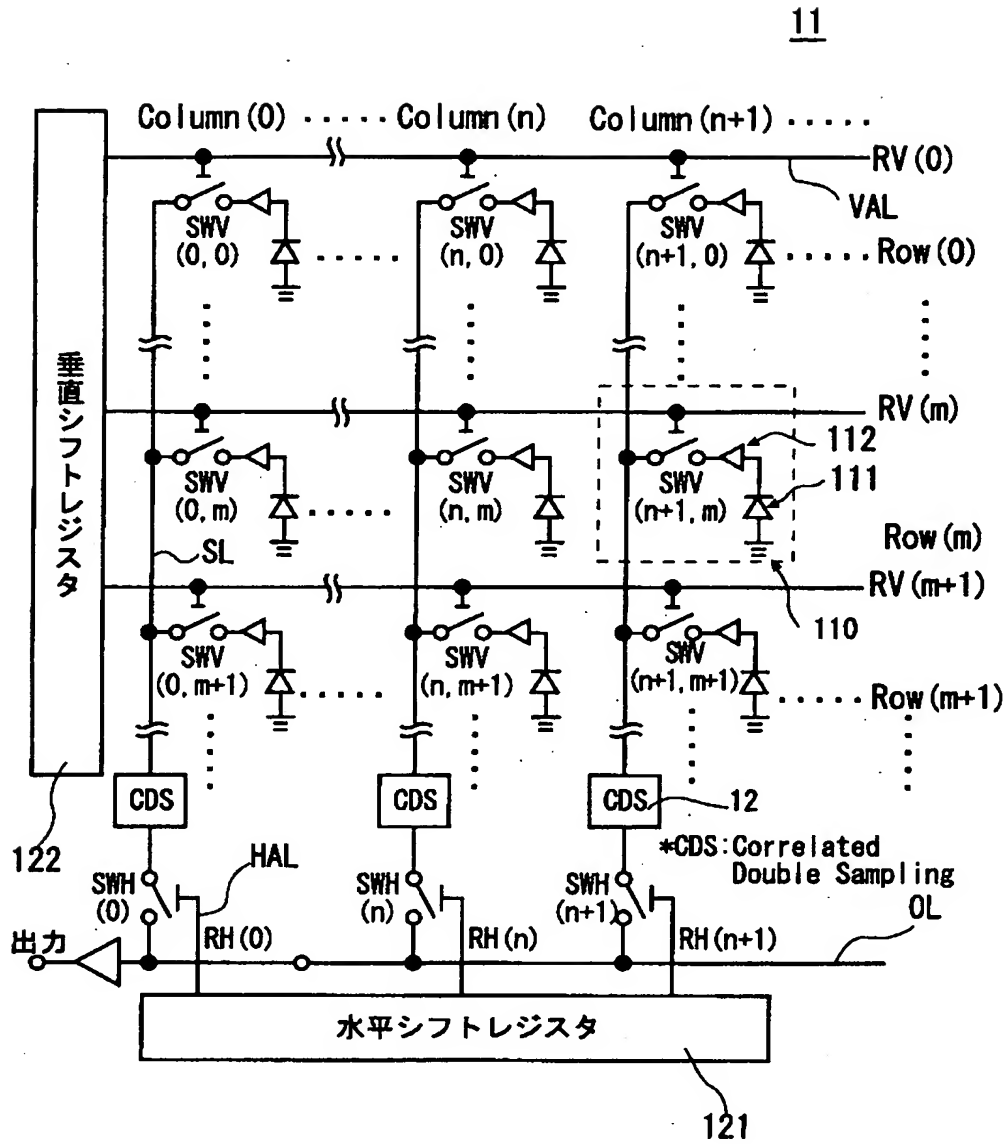 11
Column(0) ····· Column(n) Column(n+1) ·····
RV(0)
VAL
SWV
(0,0)
SWV
(n,0)
SWV
(n+1,0)
Row(0)
垂直シフトレジスタ
RV(m)
112
111
SWV
(0,m)
SWV
(n,m)
SWV
(n+1,m)
Row(m)
SL
RV(m+1)
110
SWV
(0,m+1)
SWV
(n,m+1)
SWV
(n+1,m+1)
Row(m+1)
CDS
CDS
CDS
12
122
*CDS:Correlated
Double Sampling
HAL
OL
SWH
(0)
SWH
(n)
SWH
(n+1)
出力
RH(0)
RH(n)
RH(n+1)
水平シフトレジスタ
121